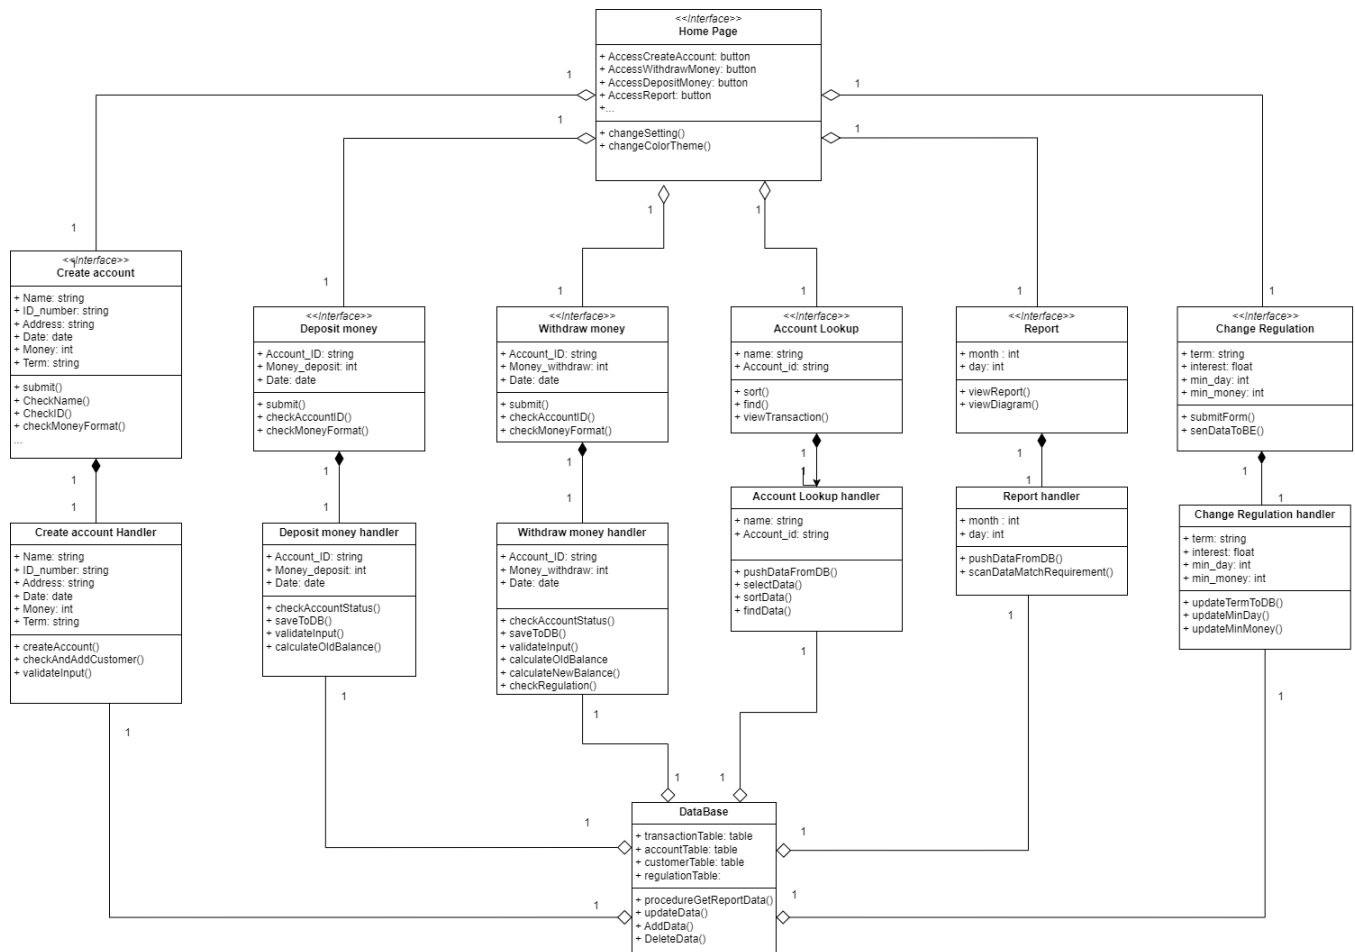 <<Interface>>
Home Page
+ AccessCreateAccount: button
+ AccessWithdrawMoney: button
+ AccessDepositMoney: button
+ AccessReport: button
+...
+ changeSetting()
+ changeColorTheme()
1
1
1
1
1
1
1
1
1
1
1
1
<<Interface>>
Create account
+ Name: string
+ ID_number: string
+ Address: string
+ Date: date
+ Money: int
+ Term: string
+ submit()
+ CheckName()
+ CheckID()
+ checkMoneyFormat()
...
<<Interface>>
Deposit money
+ Account_ID: string
+ Money_deposit: int
+ Date: date
+ submit()
+ checkAccountID()
+ checkMoneyFormat()
<<Interface>>
Withdraw money
+ Account_ID: string
+ Money_withdraw: int
+ Date: date
+ submit()
+ checkAccountID()
+ checkMoneyFormat()
<<Interface>>
Account Lookup
+ name: string
+ Account_id: string
+ sort()
+ find()
+ viewTransaction()
<<Interface>>
Report
+ month : int
+ day: int
+ viewReport()
+ viewDiagram()
<<Interface>>
Change Regulation
+ term: string
+ interest: float
+ min_day: int
+ min_money: int
+ submitForm()
+ senDataToBE()
1
1
1
1
1
1
1
1
1
1
1
1
Create account Handler
+ Name: string
+ ID_number: string
+ Address: string
+ Date: date
+ Money: int
+ Term: string
+ createAccount()
+ checkAndAddCustomer()
+ validateInput()
Deposit money handler
+ Account_ID: string
+ Money_deposit: int
+ Date: date
+ checkAccountStatus()
+ saveToDB()
+ validateInput()
+ calculateOldBalance()
Withdraw money handler
+ Account_ID: string
+ Money_withdraw: int
+ Date: date
+ checkAccountStatus()
+ saveToDB()
+ validateInput()
+ calculateOldBalance
+ calculateNewBalance()
+ checkRegulation()
Account Lookup handler
+ name: string
+ Account_id: string
+ pushDataFromDB()
+ selectData()
+ sortData()
+ findData()
Report handler
+ month : int
+ day: int
+ pushDataFromDB()
+ scanDataMatchRequirement()
Change Regulation handler
+ term: string
+ interest: float
+ min_day: int
+ min_money: int
+ updateTermToDB()
+ updateMinDay()
+ updateMinMoney()
1
1
1
1
1
1
1
1
1
1
1
1
DataBase
+ transactionTable: table
+ accountTable: table
+ customerTable: table
+ regulationTable:
+ procedureGetReportData()
+ updateData()
+ AddData()
+ DeleteData()